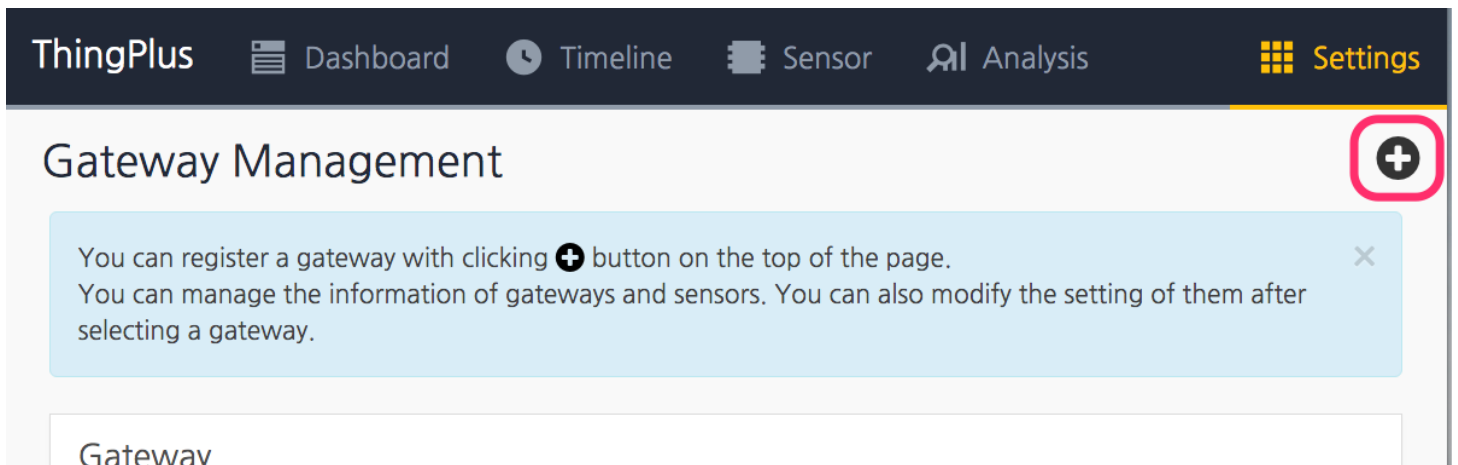 ThingPlus Dashboard Timeline Sensor Analysis Settings
Gateway Management
You can register a gateway with clicking button on the top of the page.
You can manage the information of gateways and sensors. You can also modify the setting of them after
selecting a gateway.
Gateway